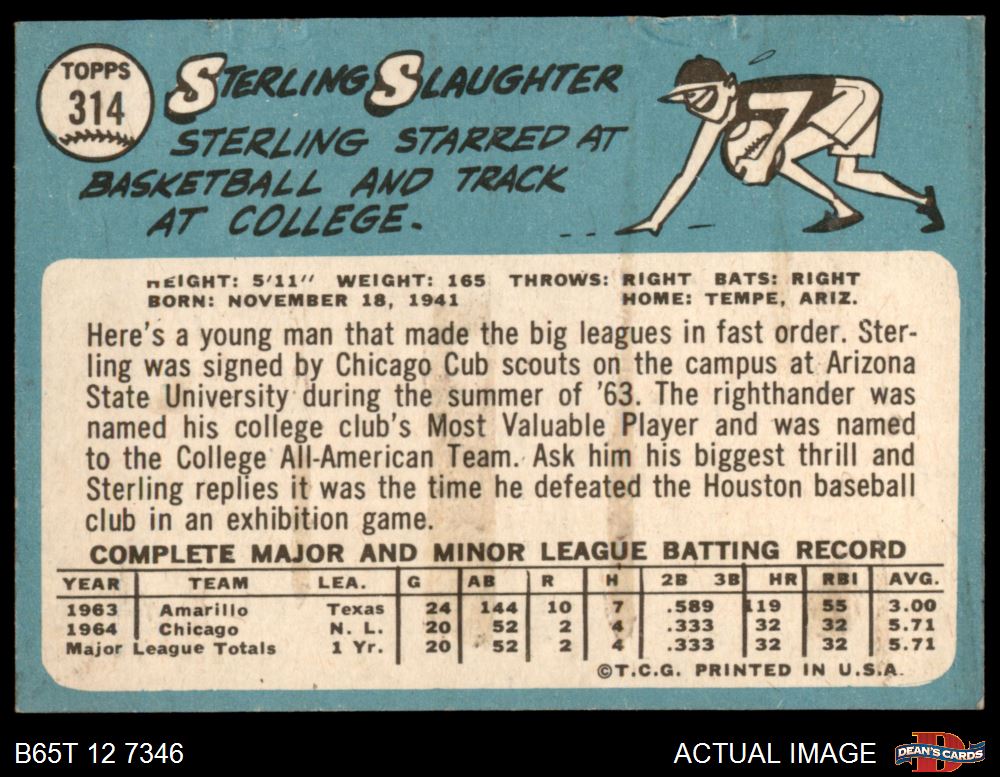 TOPPS
314
STERLING SLAUGHTER
STERLING STARRED AT
BASKETBALL AND TRACK
AT COLLEGE.
7
HEIGHT: 5'11" WEIGHT: 165 THROWS: RIGHT BATS: RIGHT
BORN: NOVEMBER 18, 1941 HOME: TEMPE, ARIZ.
Here's a young man that made the big leagues in fast order. Ster-
ling was signed by Chicago Cub scouts on the campus at Arizona
State University during the summer of '63. The righthander was
named his college club's Most Valuable Player and was named
to the College All-American Team. Ask him his biggest thrill and
Sterling replies it was the time he defeated the Houston baseball
club in an exhibition game.
COMPLETE MAJOR AND MINOR LEAGUE BATTING RECORD
YEAR TEAM LEA. G AB R H 2B 3B HR RBI AVG.
1963 Amarillo Texas 24 144 10 7 .589 119 55 3.00
1964 Chicago N. L. 20 52 2 4 .333 32 32 5.71
Major League Totals 1 Yr. 20 52 2 4 .333 32 32 5.71
©T.C.G. PRINTED IN U.S.A.
B65T 12 7346 ACTUAL IMAGE
D
DEAN'S CARDS